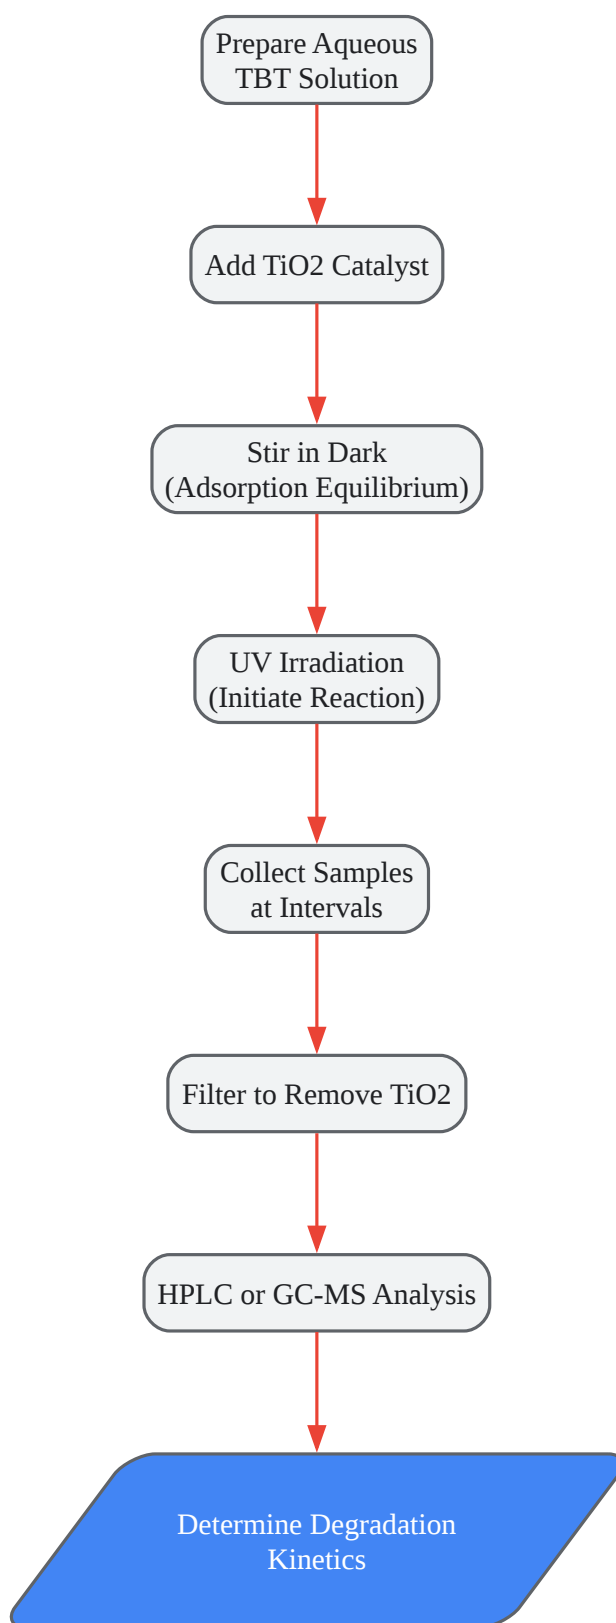 Prepare Aqueous
TBT Solution
Add TiO2 Catalyst
Stir in Dark
(Adsorption Equilibrium)
UV Irradiation
(Initiate Reaction)
Collect Samples
at Intervals
Filter to Remove TiO2
HPLC or GC-MS Analysis
Determine Degradation
Kinetics